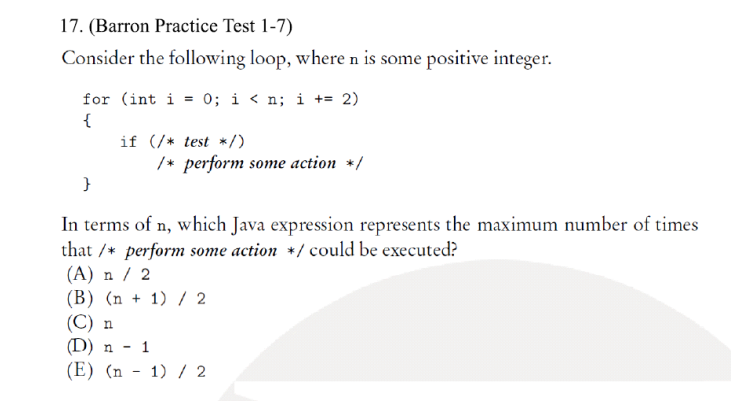 17. (Barron Practice Test 1-7)
Consider the following loop, where n is some positive integer.
for (int i = 0; i < n; i += 2)
{
if (/* test */)
/* perform some action */
}
In terms of n, which Java expression represents the maximum number of times
that /* perform some action */ could be executed?
(A) n / 2
(B) (n + 1) / 2
(C) n
(D) n - 1
(E) (n - 1) / 2